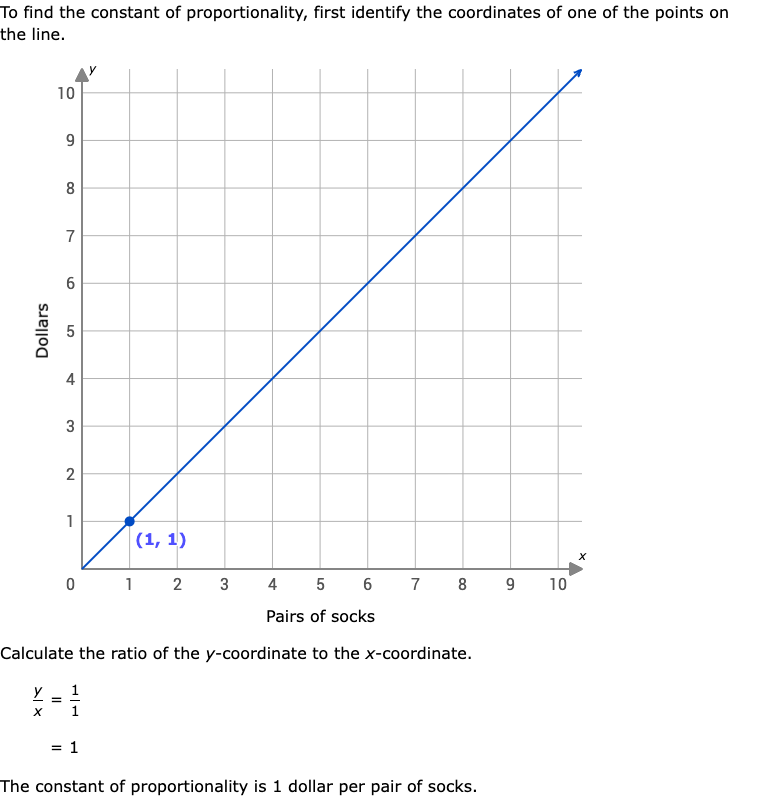 To find the constant of proportionality, first identify the coordinates of one of the points on
the line.
y
10
9
8
7
6
5
4
3
2
1
Dollars
(1, 1)
x
0 1 2 3 4 5 6 7 8 9 10
Pairs of socks
Calculate the ratio of the y-coordinate to the x-coordinate.
y/x = 1/1
= 1
The constant of proportionality is 1 dollar per pair of socks.